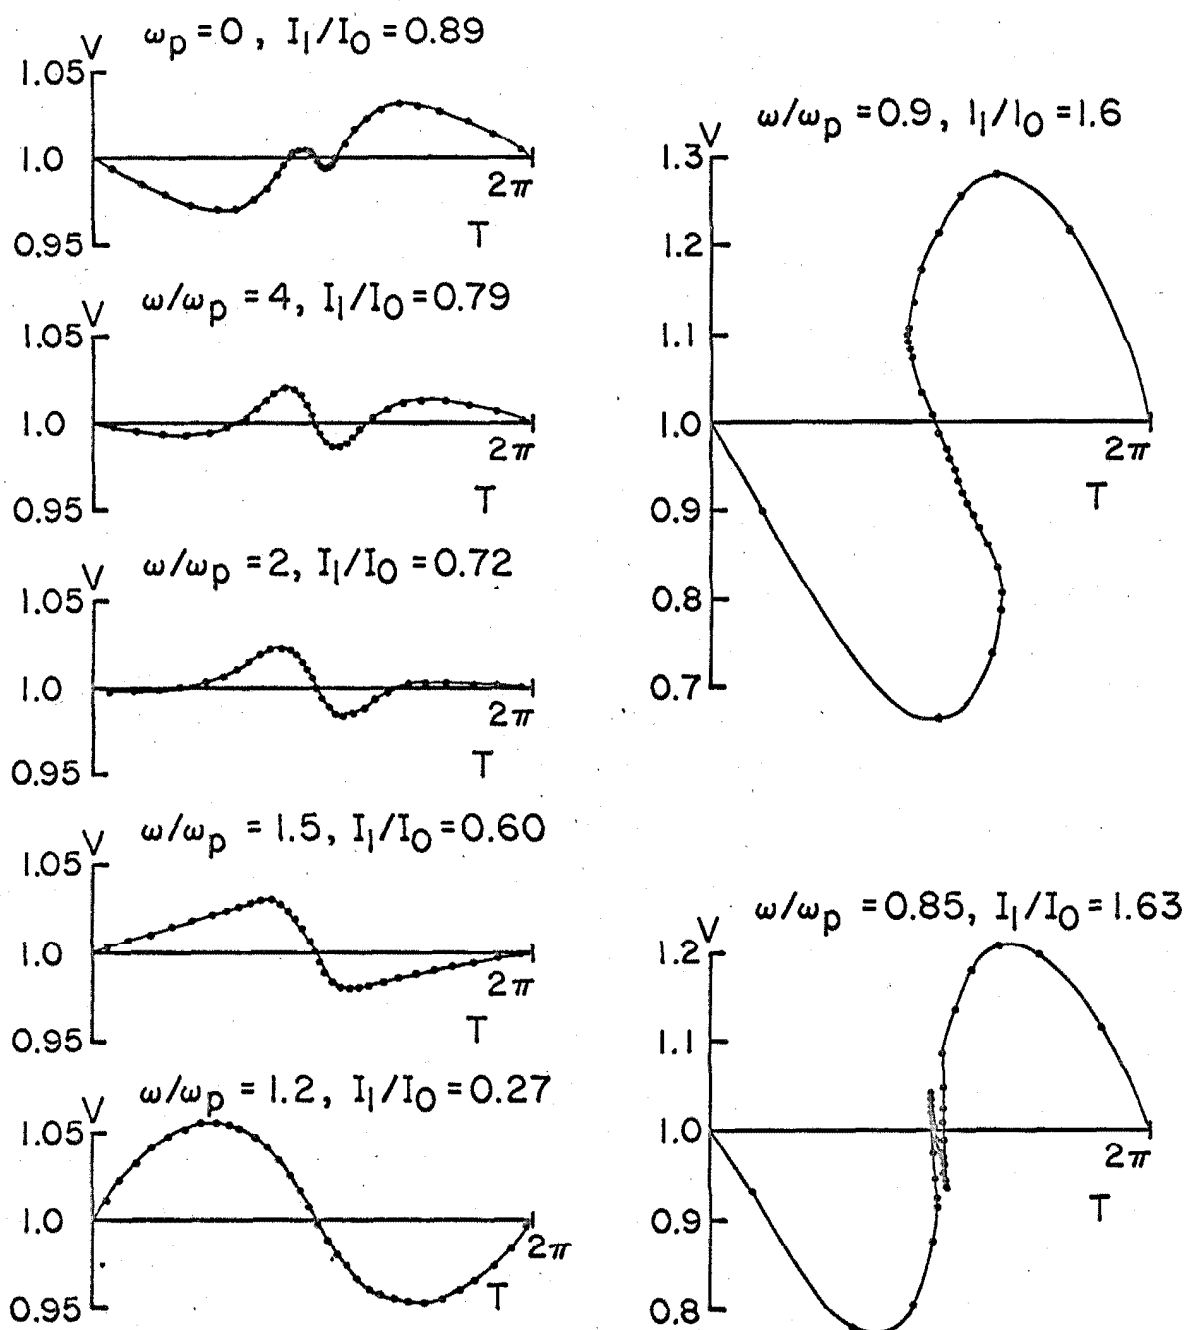 ωp = 0, I1/I0 = 0.89
V
1.05
1.0
0.95
2π
T
ω/ωp = 4, I1/I0 = 0.79
V
1.05
1.0
0.95
2π
T
ω/ωp = 2, I1/I0 = 0.72
V
1.05
1.0
0.95
2π
T
ω/ωp = 1.5, I1/I0 = 0.60
V
1.05
1.0
0.95
2π
T
ω/ωp = 1.2, I1/I0 = 0.27
V
1.05
1.0
0.95
2π
T
ω/ωp = 0.9, I1/I0 = 1.6
V
1.3
1.2
1.1
1.0
0.9
0.8
0.7
2π
T
ω/ωp = 0.85, I1/I0 = 1.63
V
1.2
1.1
1.0
0.9
0.8
2π
T